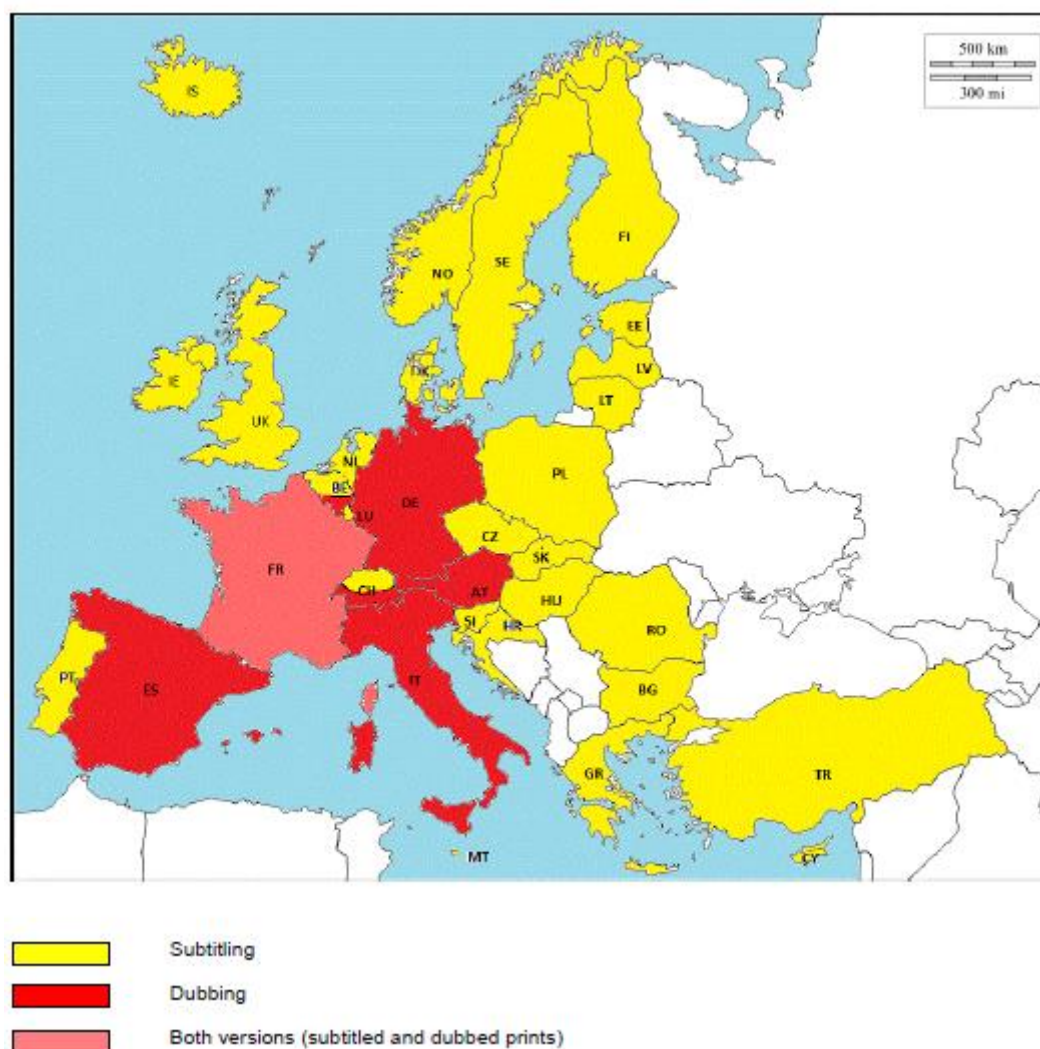 500 km
300 mi
IS
FI
SE
NO
EE
LV
DK
IE
LT
UK
NL
PL
BE
DE
LU
CZ
SK
FR
CH
AT
HU
SI
HR
RO
PT
ES
IT
BG
GR
TR
MT
CY
Subtitling
Dubbing
Both versions (subtitled and dubbed prints)